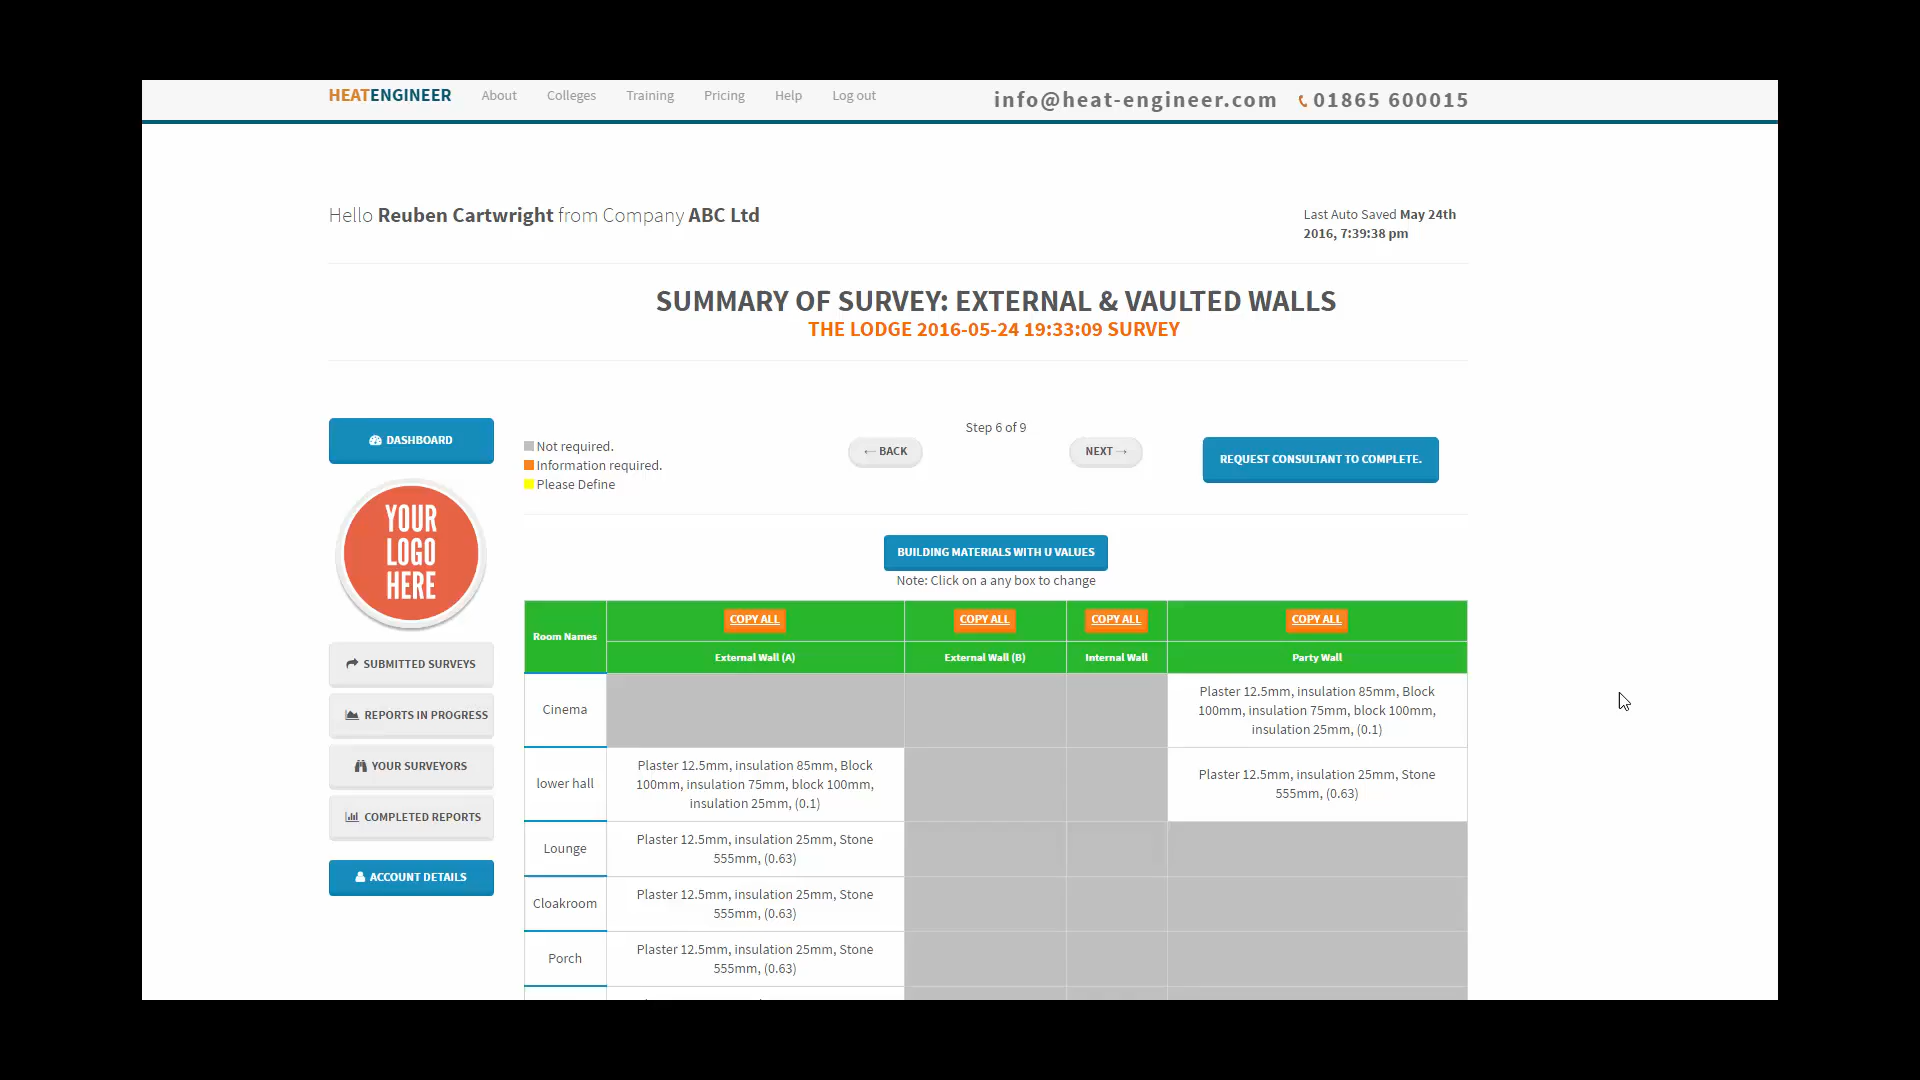 HEATENGINEER About Colleges Training Pricing Help Log out info@heat-engineer.com 01865 600015
Hello Reuben Cartwright from Company ABC Ltd
Last Auto Saved May 24th
2016, 7:39:38 pm
SUMMARY OF SURVEY: EXTERNAL & VAULTED WALLS
THE LODGE 2016-05-24 19:33:09 SURVEY
DASHBOARD
YOUR
LOGO
HERE
SUBMITTED SURVEYS
REPORTS IN PROGRESS
YOUR SURVEYORS
COMPLETED REPORTS
ACCOUNT DETAILS
Not required.
Information required.
Please Define
Step 6 of 9
← BACK
NEXT →
REQUEST CONSULTANT TO COMPLETE.
BUILDING MATERIALS WITH U VALUES
Note: Click on a any box to change
Room Names
COPY ALL COPY ALL COPY ALL COPY ALL
External Wall (A) External Wall (B) Internal Wall Party Wall
Cinema
Plaster 12.5mm, insulation 85mm, Block
100mm, insulation 75mm, block 100mm,
insulation 25mm, (0.1)
lower hall
Plaster 12.5mm, insulation 85mm, Block
100mm, insulation 75mm, block 100mm,
insulation 25mm, (0.1)
Plaster 12.5mm, insulation 25mm, Stone
555mm, (0.63)
Lounge
Plaster 12.5mm, insulation 25mm, Stone
555mm, (0.63)
Cloakroom
Plaster 12.5mm, insulation 25mm, Stone
555mm, (0.63)
Porch
Plaster 12.5mm, insulation 25mm, Stone
555mm, (0.63)